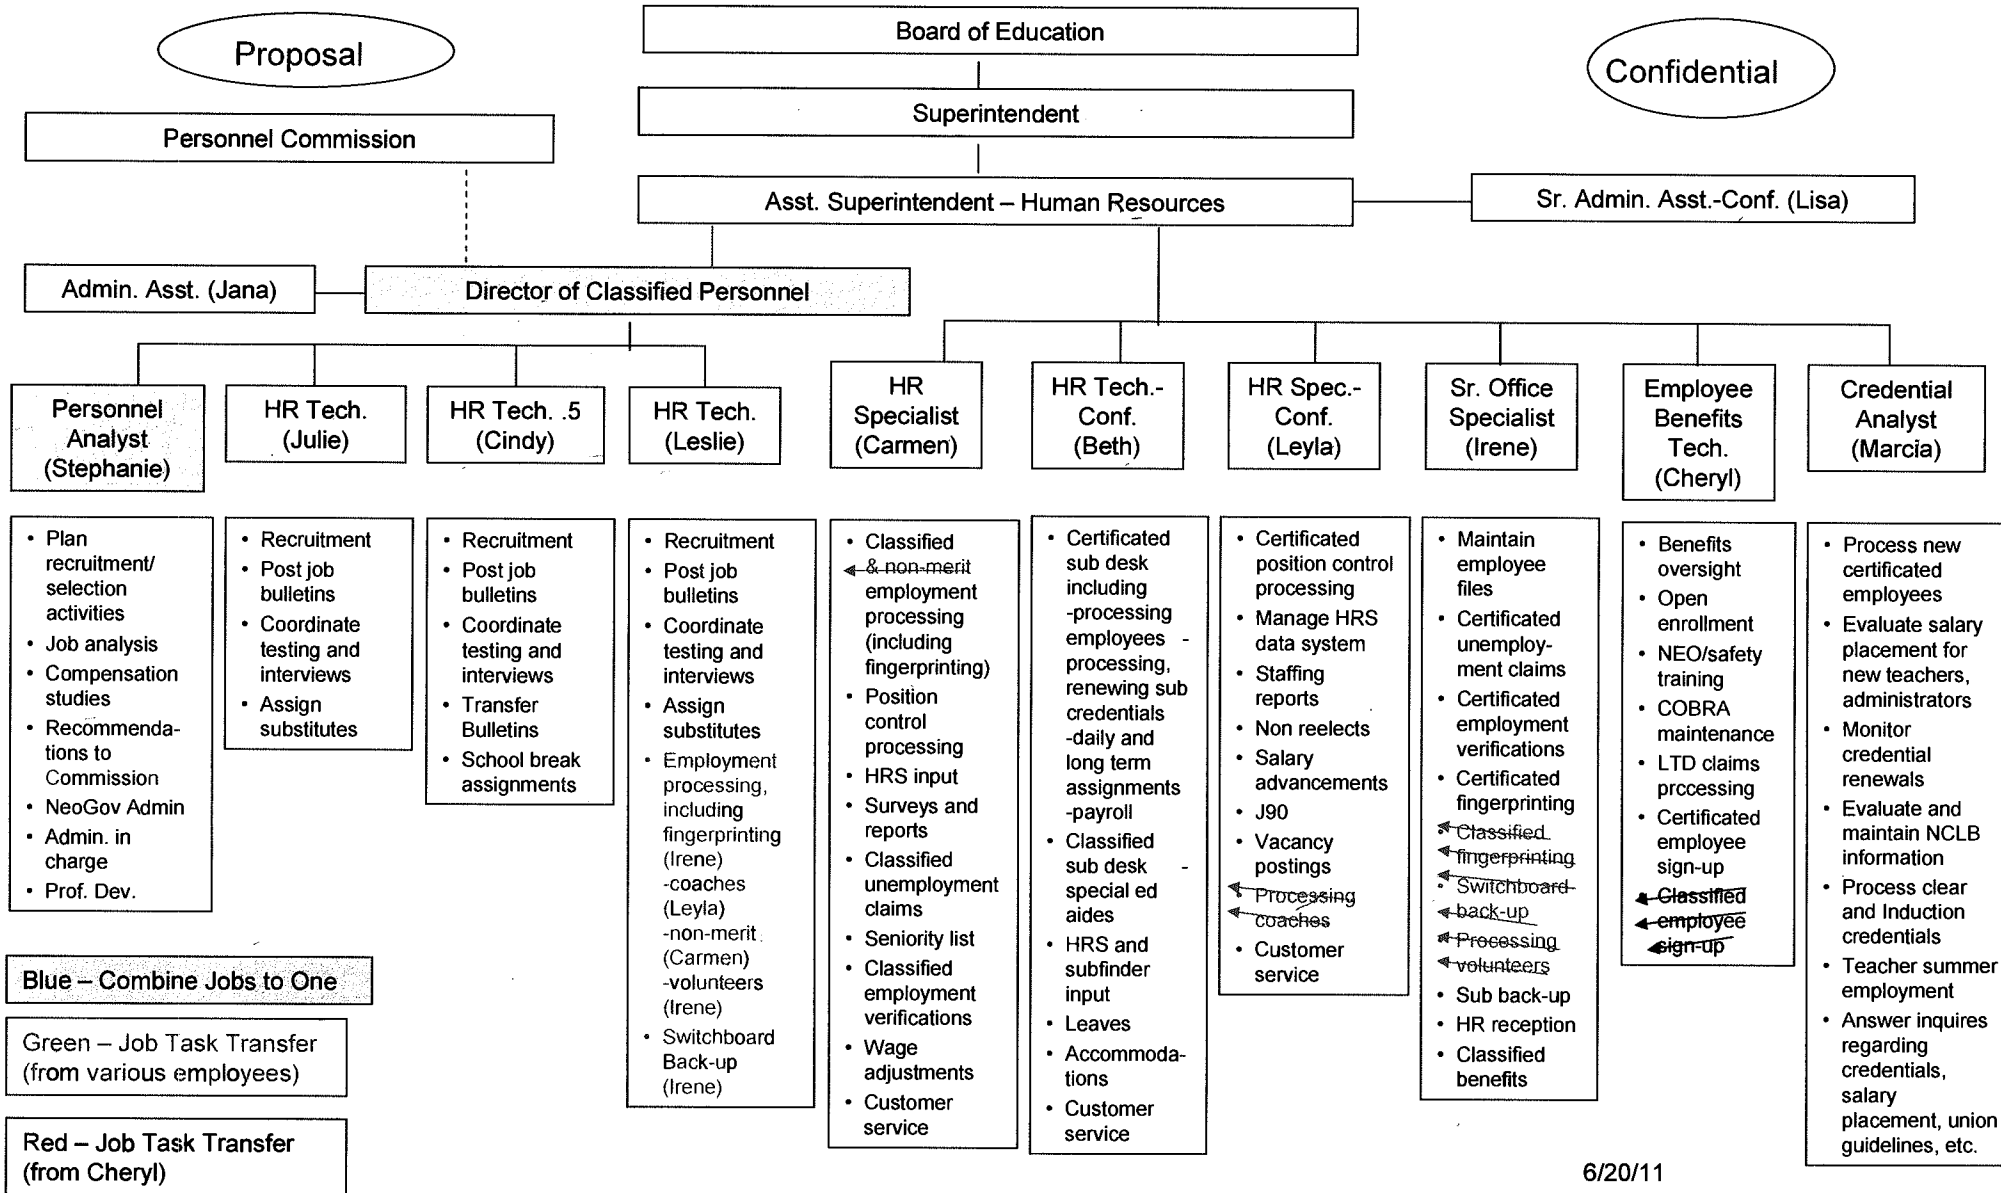 Proposal
Board of Education
Confidential
Superintendent
Personnel Commission
Asst. Superintendent – Human Resources
Sr. Admin. Asst.-Conf. (Lisa)
Admin. Asst. (Jana)
Director of Classified Personnel
Personnel
Analyst
(Stephanie)
HR Tech.
(Julie)
HR Tech. .5
(Cindy)
HR Tech.
(Leslie)
HR
Specialist
(Carmen)
HR Tech.-
Conf.
(Beth)
HR Spec.-
Conf.
(Leyla)
Sr. Office
Specialist
(Irene)
Employee
Benefits
Tech.
(Cheryl)
Credential
Analyst
(Marcia)
• Plan
recruitment/
selection
activities
• Job analysis
• Compensation
studies
• Recommenda-
tions to
Commission
• NeoGov Admin
• Admin. in
charge
• Prof. Dev.
• Recruitment
• Post job
bulletins
• Coordinate
testing and
interviews
• Assign
substitutes
• Recruitment
• Post job
bulletins
• Coordinate
testing and
interviews
• Transfer
Bulletins
• School break
assignments
• Recruitment
• Post job
bulletins
• Coordinate
testing and
interviews
• Assign
substitutes
• Employment
processing,
including
fingerprinting
(Irene)
-coaches
(Leyla)
-non-merit
(Carmen)
-volunteers
(Irene)
• Switchboard
Back-up
(Irene)
• Classified
& non-merit
employment
processing
(including
fingerprinting)
• Position
control
processing
• HRS input
• Surveys and
reports
• Classified
unemployment
claims
• Seniority list
• Classified
employment
verifications
• Wage
adjustments
• Customer
service
• Certificated
sub desk
including
-processing
employees -
processing,
renewing sub
credentials
-daily and
long term
assignments
-payroll
• Classified
sub desk -
special ed
aides
• HRS and
subfinder
input
• Leaves
• Accommoda-
tions
• Customer
service
• Certificated
position control
processing
• Manage HRS
data system
• Staffing
reports
• Non reelects
• Salary
advancements
• J90
• Vacancy
postings
• Processing
coaches
• Customer
service
• Maintain
employee
files
• Certificated
unemploy-
ment claims
• Certificated
employment
verifications
• Certificated
fingerprinting
• Classified
fingerprinting
• Switchboard
back-up
• Processing
volunteers
• Sub back-up
• HR reception
• Classified
benefits
• Benefits
oversight
• Open
enrollment
• NEO/safety
training
• COBRA
maintenance
• LTD claims
processing
• Certificated
employee
sign-up
• Classified
employee
sign-up
• Process new
certificated
employees
• Evaluate salary
placement for
new teachers,
administrators
• Monitor
credential
renewals
• Evaluate and
maintain NCLB
information
• Process clear
and Induction
credentials
• Teacher summer
employment
• Answer inquires
regarding
credentials,
salary
placement, union
guidelines, etc.
Blue – Combine Jobs to One
Green – Job Task Transfer
(from various employees)
Red – Job Task Transfer
(from Cheryl)
6/20/11